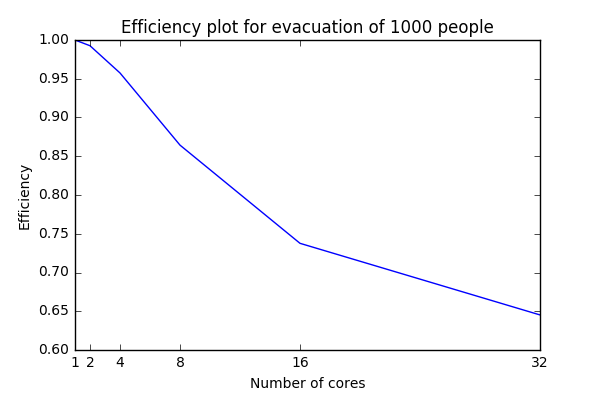 Efficiency plot for evacuation of 1000 people
1.00
0.95
0.90
0.85
0.80
0.75
0.70
0.65
0.60
Efficiency
1 2 4 8 16 32
Number of cores